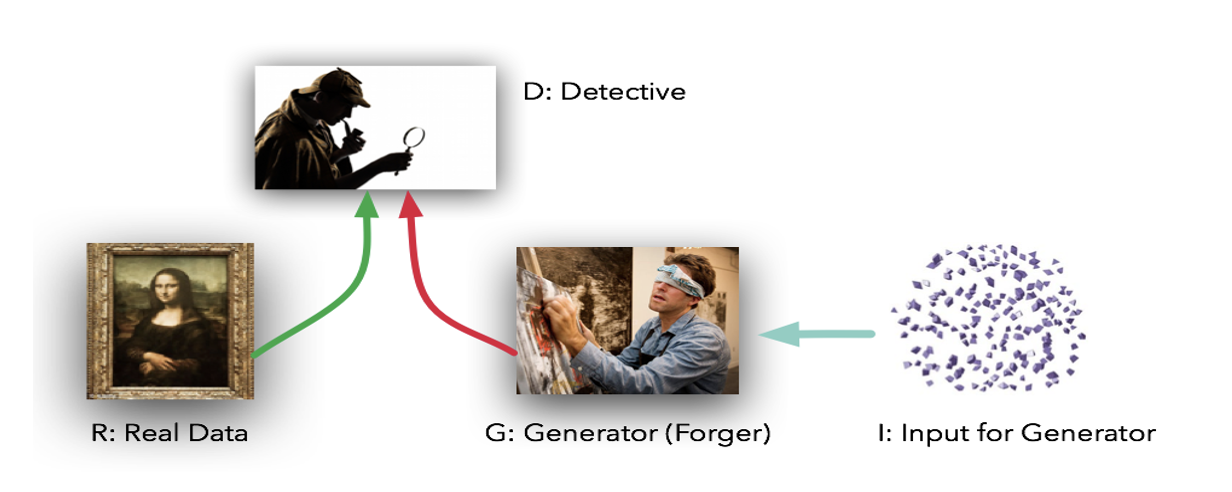 D: Detective
R: Real Data
G: Generator (Forger)
I: Input for Generator